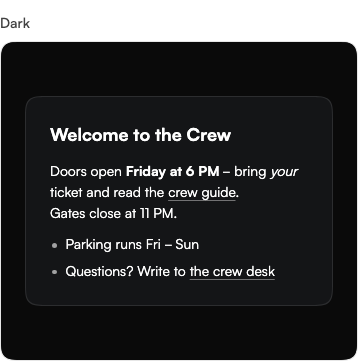 Dark
Welcome to the Crew
Doors open Friday at 6 PM – bring your
ticket and read the crew guide.
Gates close at 11 PM.
• Parking runs Fri – Sun
• Questions? Write to the crew desk